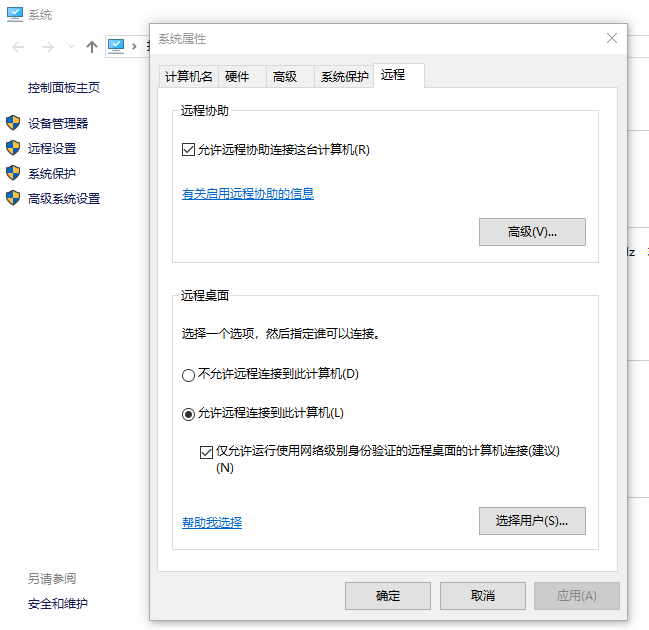 系统
系统属性
计算机名
硬件
高级
系统保护
远程
控制面板主页
设备管理器
远程设置
系统保护
高级系统设置
远程协助
允许远程协助连接这台计算机(R)
有关启用远程协助的信息
高级(V)...
远程桌面
选择一个选项，然后指定谁可以连接。
不允许远程连接到此计算机(D)
允许远程连接到此计算机(L)
仅允许运行使用网络级别身份验证的远程桌面的计算机连接(建议)
(N)
帮助我选择
选择用户(S)...
确定
取消
应用(A)
另请参阅
安全和维护